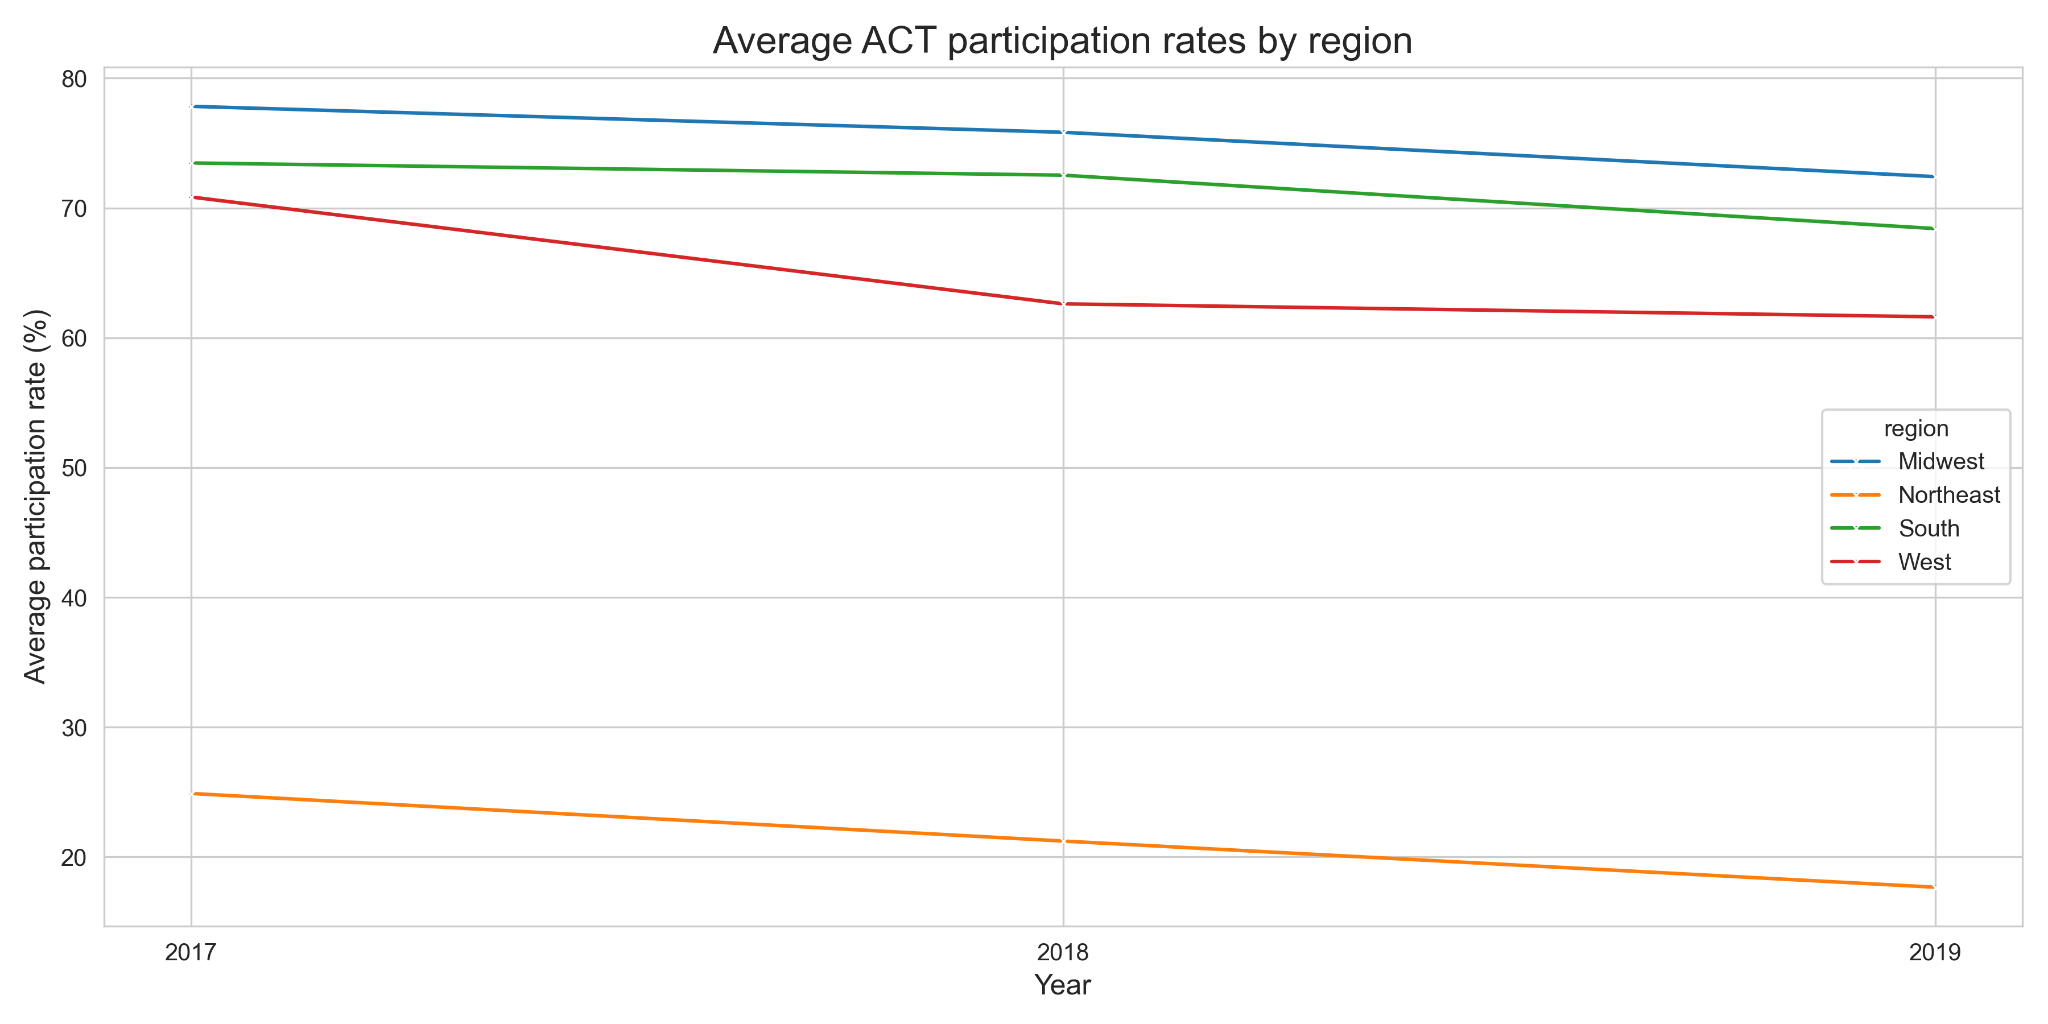 Average ACT participation rates by region
Average participation rate (%)
80
70
60
50
40
30
20
region
Midwest
Northeast
South
West
2017 2018 2019
Year